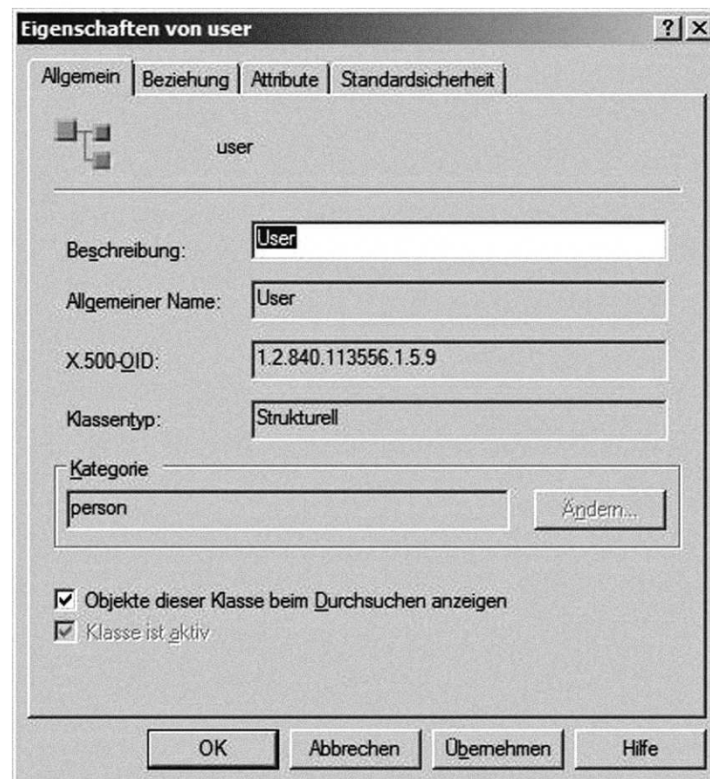 Eigenschaften von user
Allgemein Beziehung Attribute Standardsicherheit
user
Beschreibung: User
Allgemeiner Name: User
X.500-OID: 1.2.840.113556.1.5.9
Klassentyp: Strukturell
Kategorie
person Ändern...
Objekte dieser Klasse beim Durchsuchen anzeigen
Klasse ist aktiv
OK Abbrechen Übernehmen Hilfe